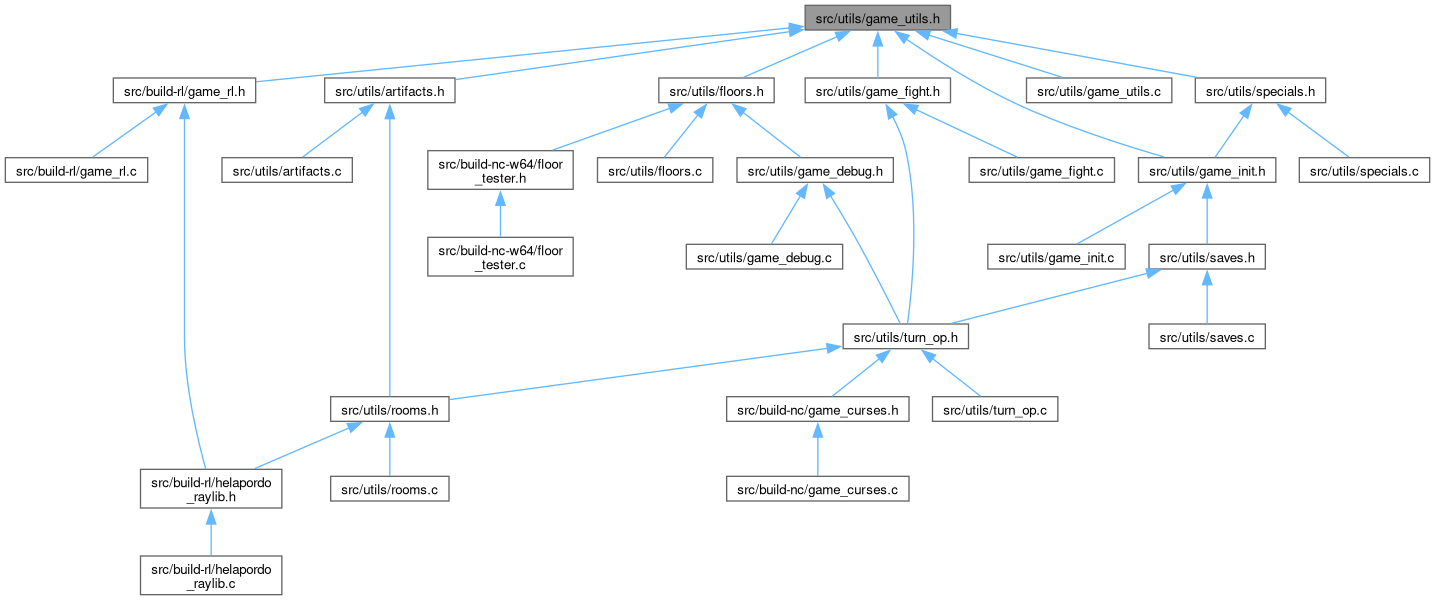 src/utils/game_utils.h
src/build-rl/game_rl.h
src/utils/artifacts.h
src/utils/floors.h
src/utils/game_fight.h
src/utils/game_utils.c
src/utils/specials.h
src/build-rl/game_rl.c
src/utils/artifacts.c
src/build-nc-w64/floor
_tester.h
src/utils/floors.c
src/utils/game_debug.h
src/utils/game_fight.c
src/utils/game_init.h
src/utils/specials.c
src/build-nc-w64/floor
_tester.c
src/utils/game_debug.c
src/utils/game_init.c
src/utils/saves.h
src/utils/turn_op.h
src/utils/saves.c
src/utils/rooms.h
src/build-nc/game_curses.h
src/utils/turn_op.c
src/build-rl/helapordo
_raylib.h
src/utils/rooms.c
src/build-nc/game_curses.c
src/build-rl/helapordo
_raylib.c